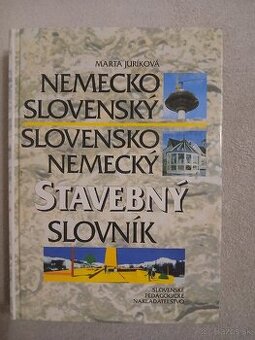 MARTA JURÍKOVÁ
NEMECKO
SLOVENSKÝ
SLOVENSKO
NEMECKÝ
STAVEBNÝ
SLOVNÍK
SLOVENSKÉ
PEDAGOGICKÉ
NAKLADATEĽSTVO